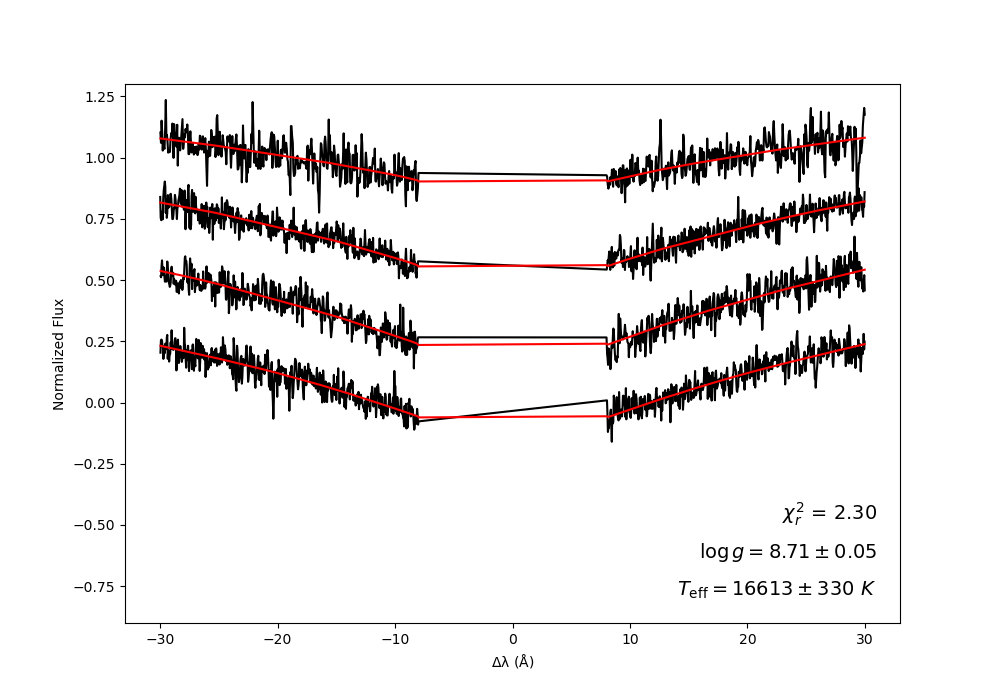 1.25
1.00
0.75
0.50
0.25
0.00
−0.25
−0.50
−0.75
Normalized Flux
χ²ᵣ = 2.30
log g = 8.71 ± 0.05
T_eff = 16613 ± 330 K
−30 −20 −10 0 10 20 30
Δλ (Å)